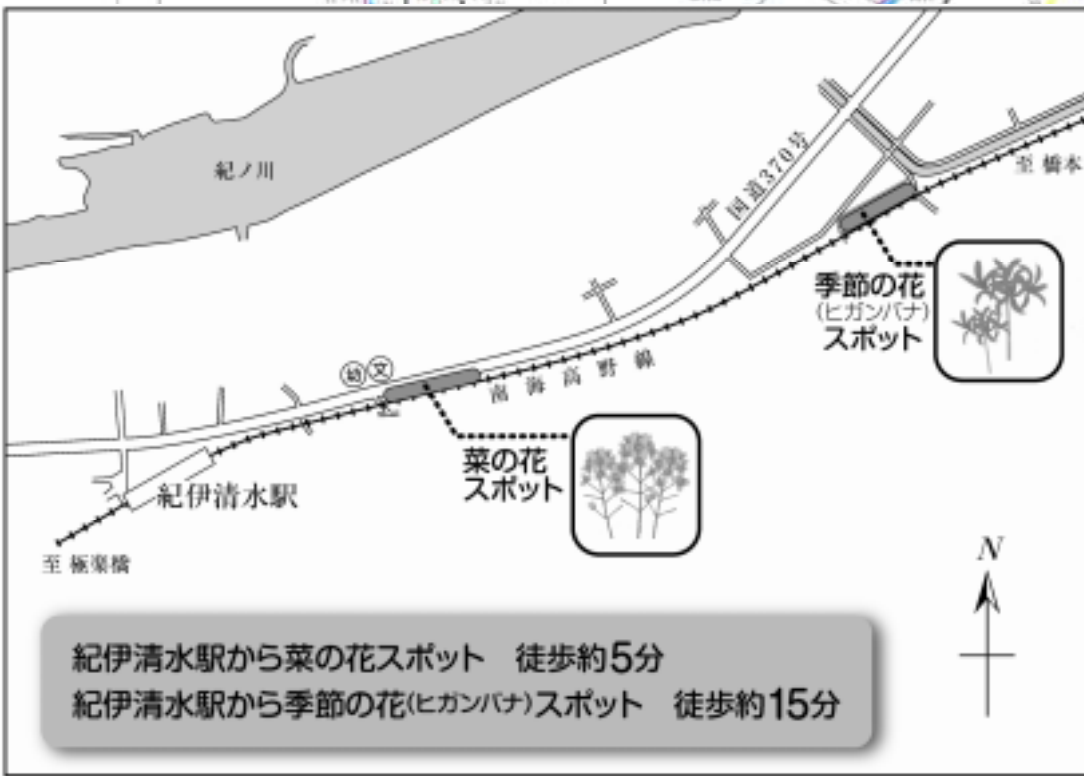 紀ノ川
国道370号
至 橋本
季節の花
(ヒガンバナ)
スポット
幼 文
南海高野線
菜の花
スポット
紀伊清水駅
至 極楽橋
N
紀伊清水駅から菜の花スポット 徒歩約5分
紀伊清水駅から季節の花(ヒガンバナ)スポット 徒歩約15分